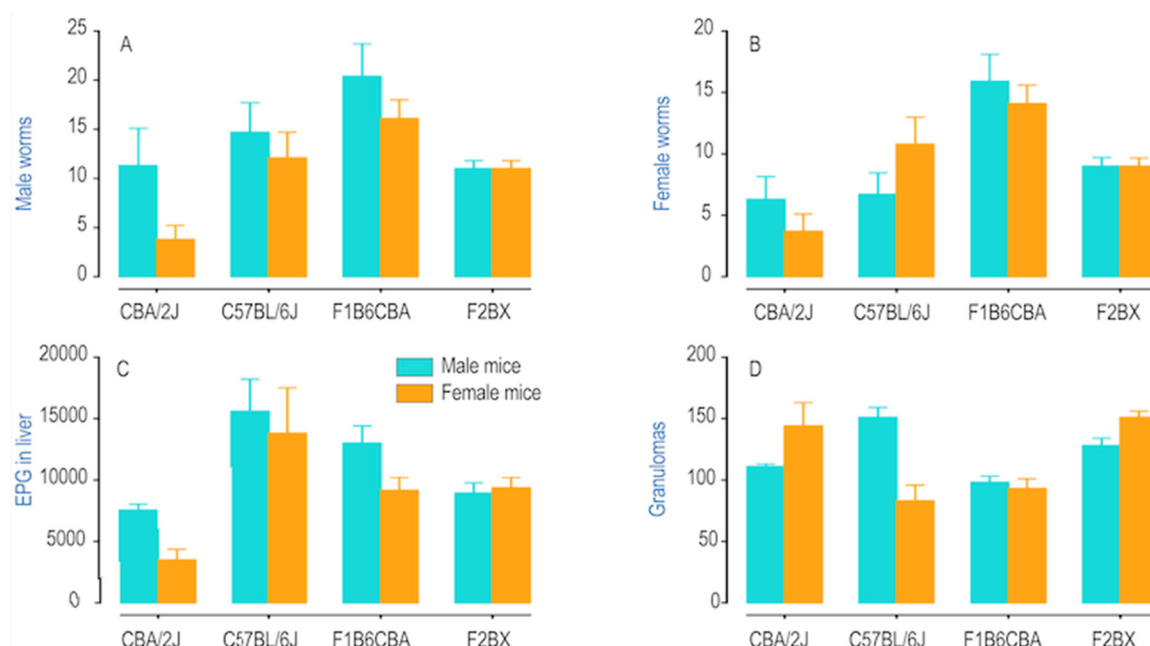 A
Male worms
25
20
15
10
5
0
CBA/2J C57BL/6J F1B6CBA F2BX
B
Female worms
20
15
10
5
0
CBA/2J C57BL/6J F1B6CBA F2BX
C
EPG in liver
20000
15000
10000
5000
0
Male mice
Female mice
CBA/2J C57BL/6J F1B6CBA F2BX
D
Granulomas
200
150
100
50
0
CBA/2J C57BL/6J F1B6CBA F2BX